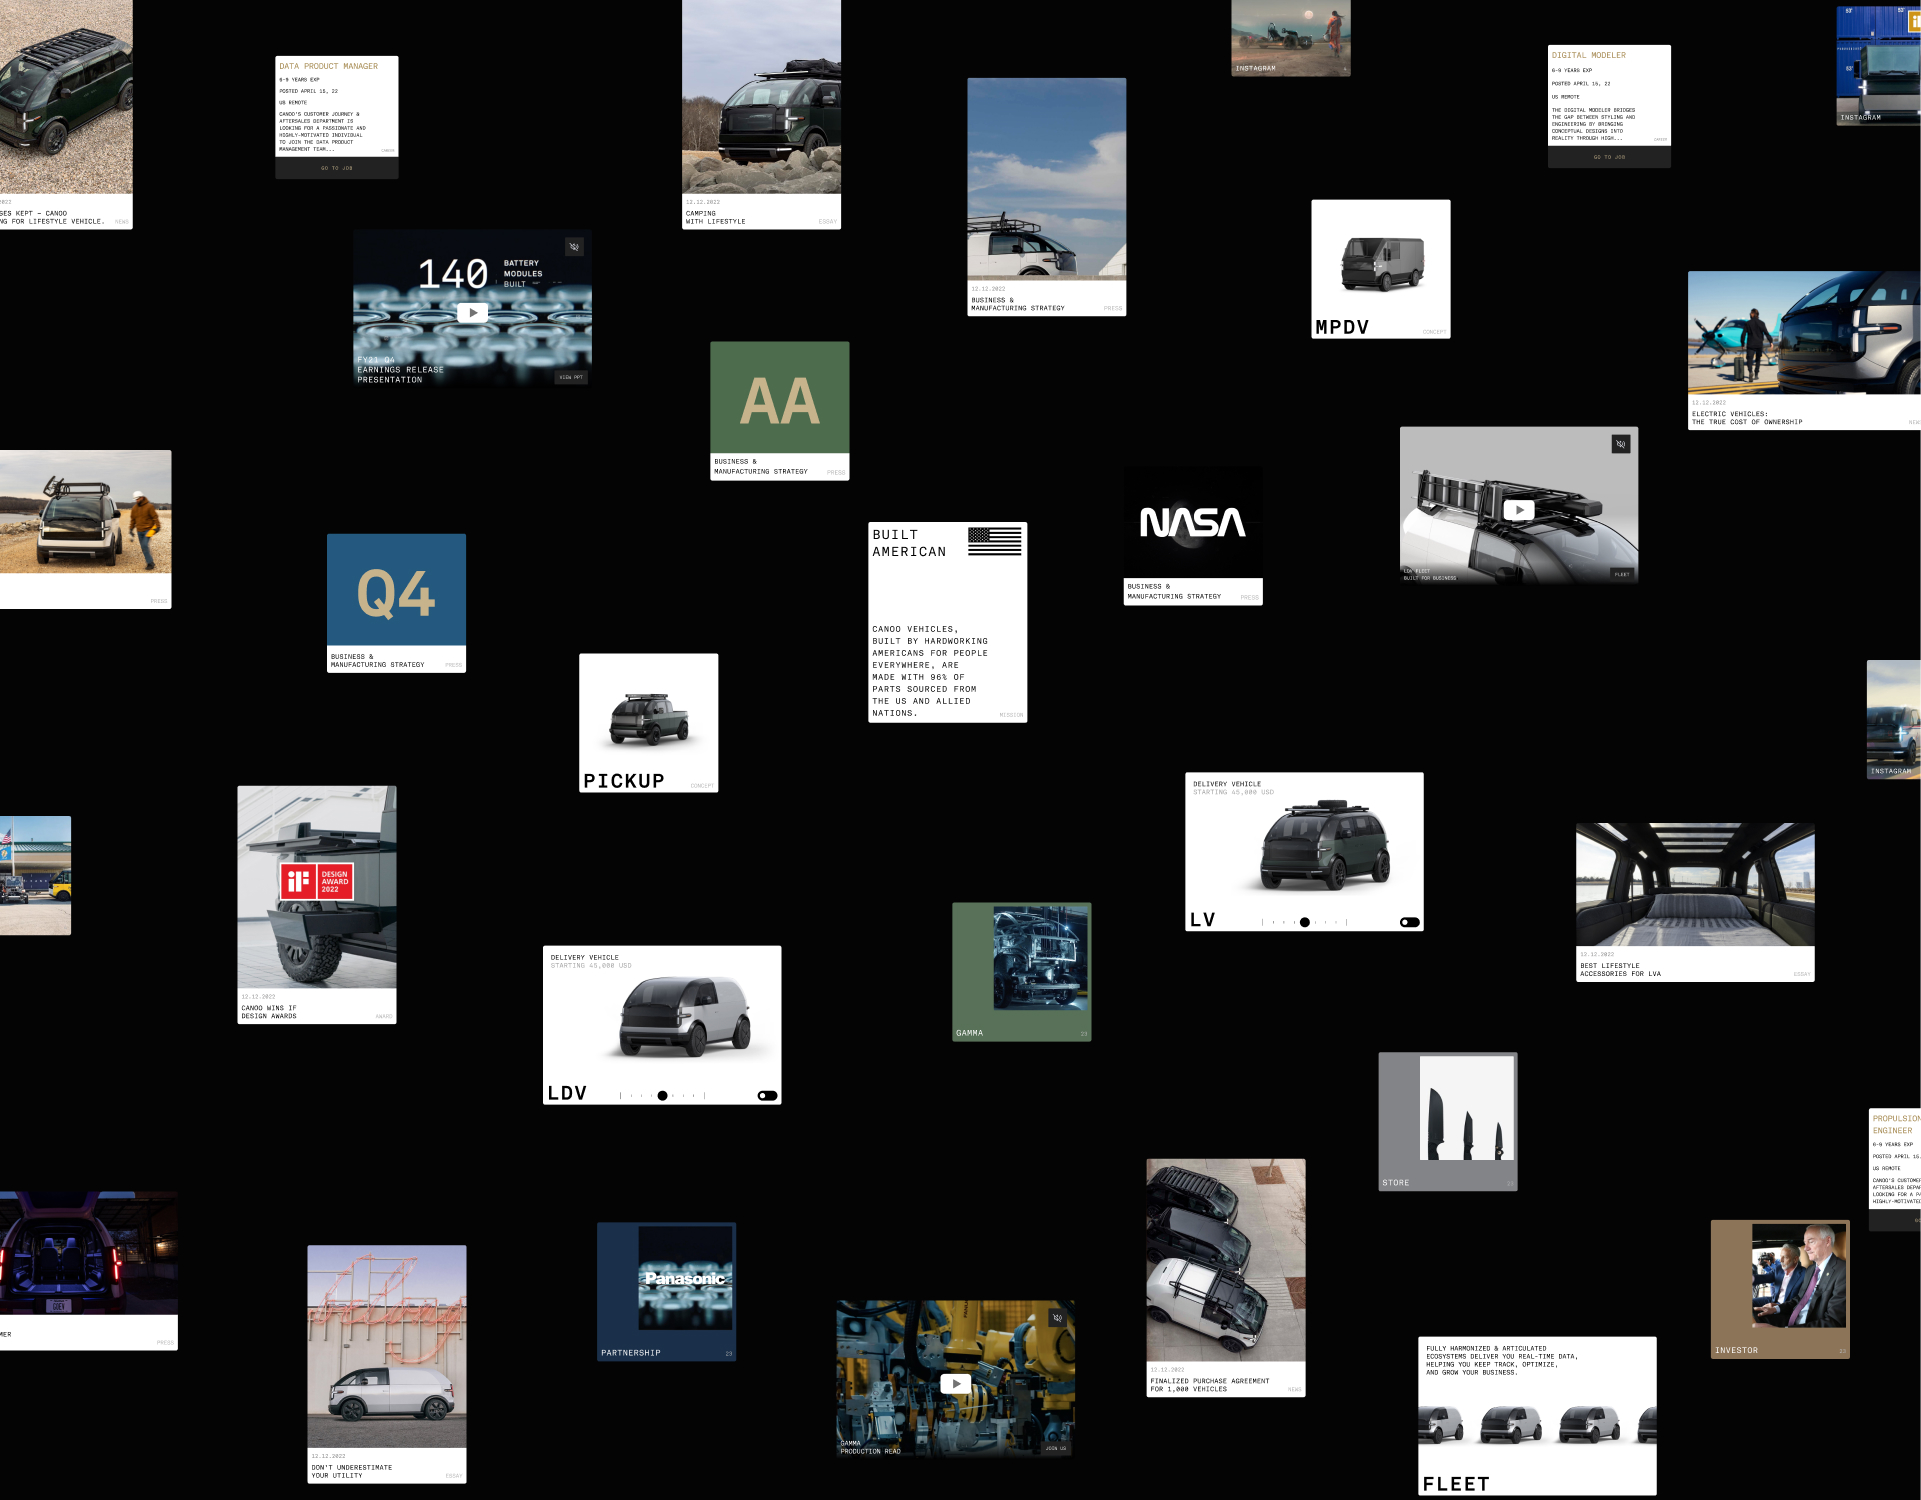 INSTAGRAM
DATA PRODUCT MANAGER
6-9 YEARS EXP
POSTED APRIL 15, 22
US REMOTE
CANOO'S CUSTOMER JOURNEY &
AFTERSALES DEPARTMENT IS
LOOKING FOR A PASSIONATE AND
HIGHLY-MOTIVATED INDIVIDUAL
TO JOIN THE DATA PRODUCT
MANAGEMENT TEAM...
CAREER
GO TO JOB
DIGITAL MODELER
6-9 YEARS EXP
POSTED APRIL 15, 22
US REMOTE
THE DIGITAL MODELER BRIDGES
THE GAP BETWEEN STYLING AND
ENGINEERING BY BRINGING
CONCEPTUAL DESIGNS INTO
REALITY THROUGH HIGH...
CAREER
GO TO JOB
53'
53'
53'
INSTAGRAM
2022
SES KEPT – CANOO
NG FOR LIFESTYLE VEHICLE.
NEWS
12.12.2022
CAMPING
WITH LIFESTYLE
ESSAY
140
BATTERY
MODULES
BUILT
FY21 Q4
EARNINGS RELEASE
PRESENTATION
VIEW PPT
12.12.2022
BUSINESS &
MANUFACTURING STRATEGY
PRESS
MPDV
CONCEPT
12.12.2022
ELECTRIC VEHICLES:
THE TRUE COST OF OWNERSHIP
NEWS
AA
BUSINESS &
MANUFACTURING STRATEGY
PRESS
PRESS
Q4
BUSINESS &
MANUFACTURING STRATEGY
PRESS
BUILT
AMERICAN
CANOO VEHICLES,
BUILT BY HARDWORKING
AMERICANS FOR PEOPLE
EVERYWHERE, ARE
MADE WITH 96% OF
PARTS SOURCED FROM
THE US AND ALLIED
NATIONS.
MISSION
NASA
BUSINESS &
MANUFACTURING STRATEGY
PRESS
LDV FLEET
BUILT FOR BUSINESS
FLEET
PICKUP
CONCEPT
INSTAGRAM
iF
DESIGN
AWARD
2022
12.12.2022
CANOO WINS IF
DESIGN AWARDS
AWARD
DELIVERY VEHICLE
STARTING 45,000 USD
LV
12.12.2022
BEST LIFESTYLE
ACCESSORIES FOR LVA
ESSAY
DELIVERY VEHICLE
STARTING 45,000 USD
LDV
GAMMA
23
STORE
23
PROPULSION
ENGINEER
6-9 YEARS EXP
POSTED APRIL 15,
US REMOTE
CANOO'S CUSTOME
AFTERSALES DEPAR
LOOKING FOR A PA
HIGHLY-MOTIVATED
GO
MER
PRESS
12.12.2022
DON'T UNDERESTIMATE
YOUR UTILITY
ESSAY
Panasonic
PARTNERSHIP
23
GAMMA
PRODUCTION READ
JOIN US
12.12.2022
FINALIZED PURCHASE AGREEMENT
FOR 1,000 VEHICLES
NEWS
INVESTOR
23
FULLY HARMONIZED & ARTICULATED
ECOSYSTEMS DELIVER YOU REAL-TIME DATA,
HELPING YOU KEEP TRACK, OPTIMIZE,
AND GROW YOUR BUSINESS.
FLEET